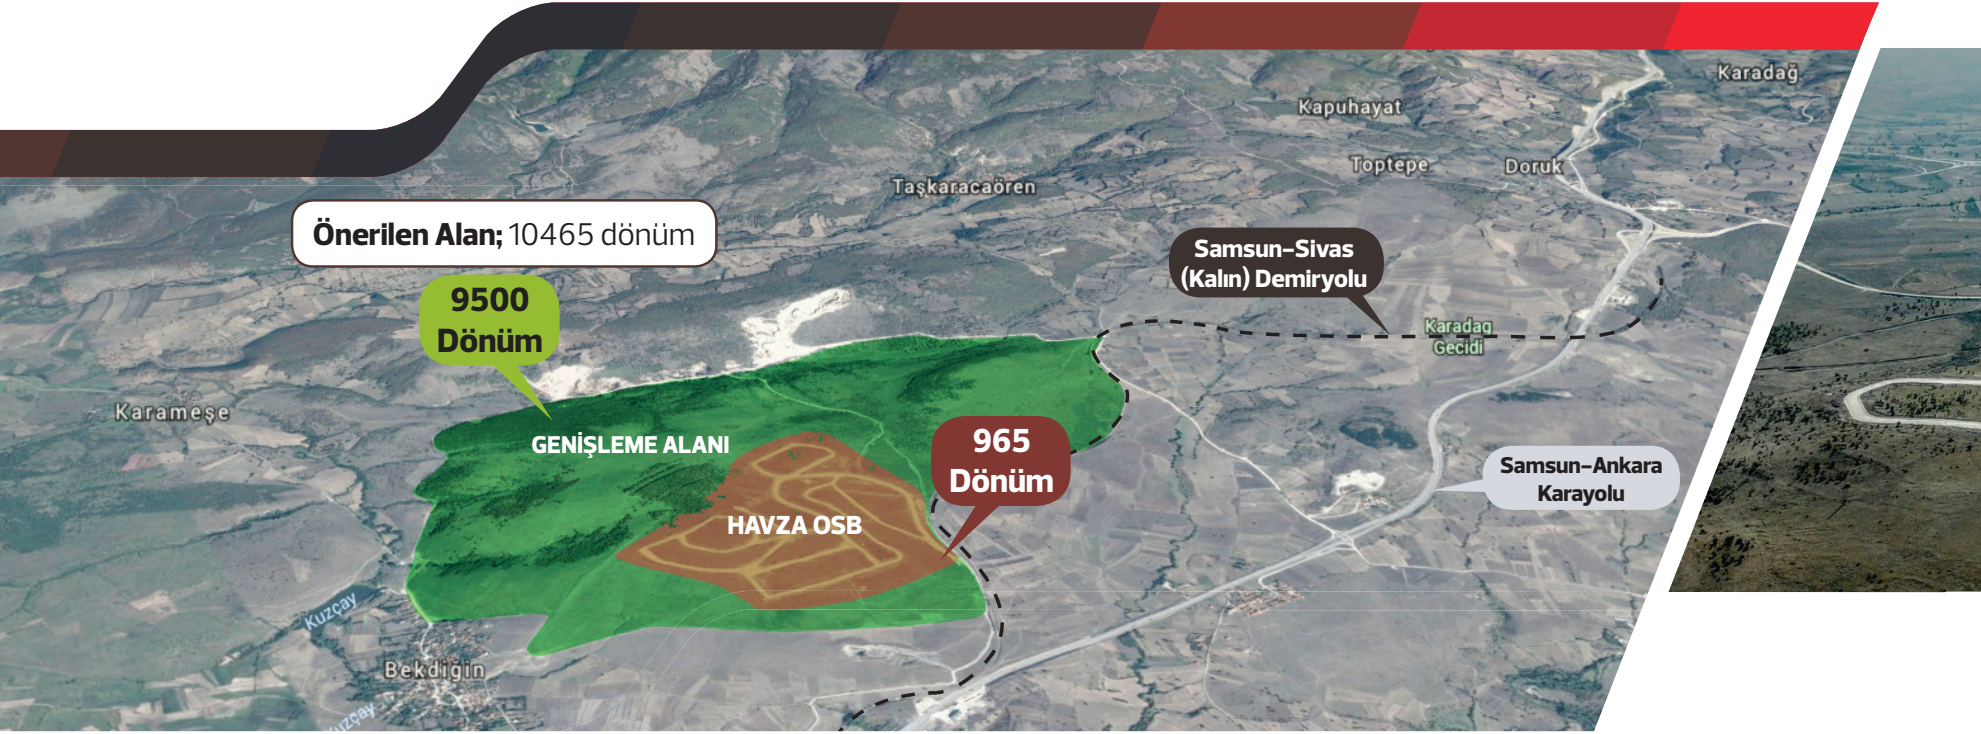 Karadağ
Kapuhayat
Toptepe
Doruk
Taşkaracaören
Önerilen Alan; 10465 dönüm
Samsun-Sivas
(Kalın) Demiryolu
9500
Dönüm
Karadag
Gecidi
Karameşe
GENİŞLEME ALANI
965
Dönüm
Samsun-Ankara
Karayolu
HAVZA OSB
Kuzçay
Bekdiğin
Kuzçay